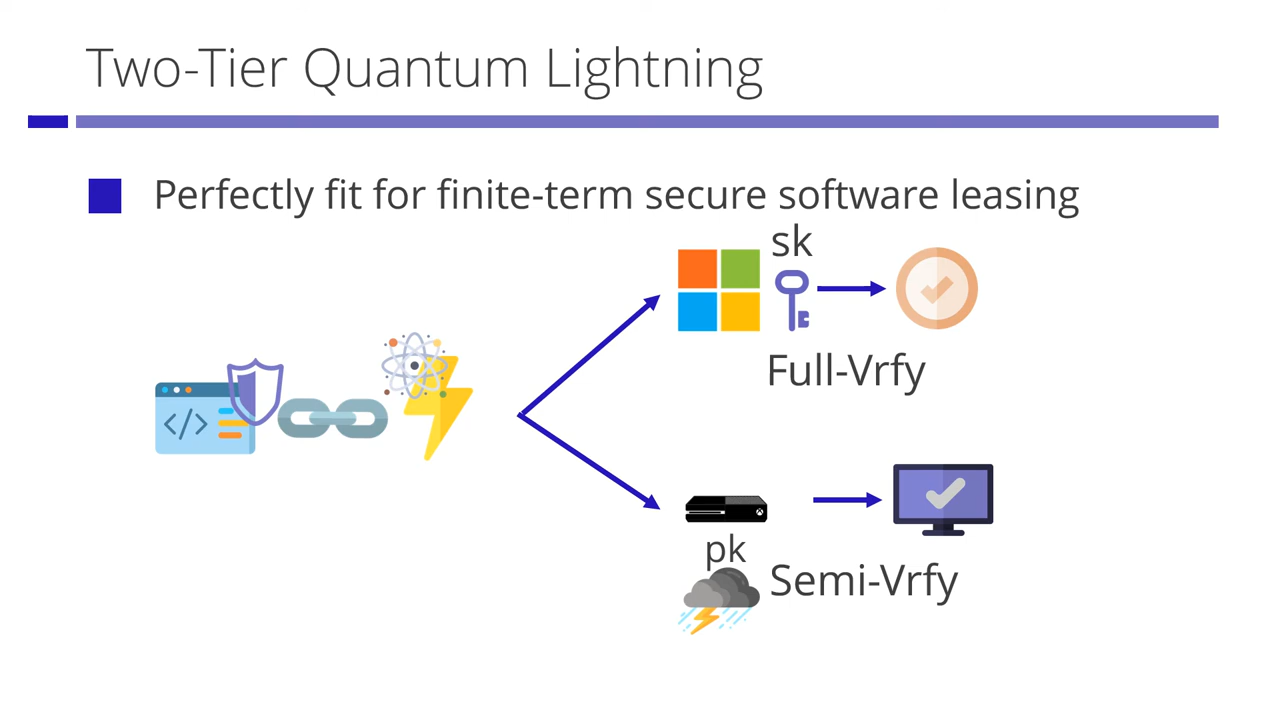 Two-Tier Quantum Lightning
Perfectly fit for finite-term secure software leasing
sk
Full-Vrfy
</>
pk
Semi-Vrfy